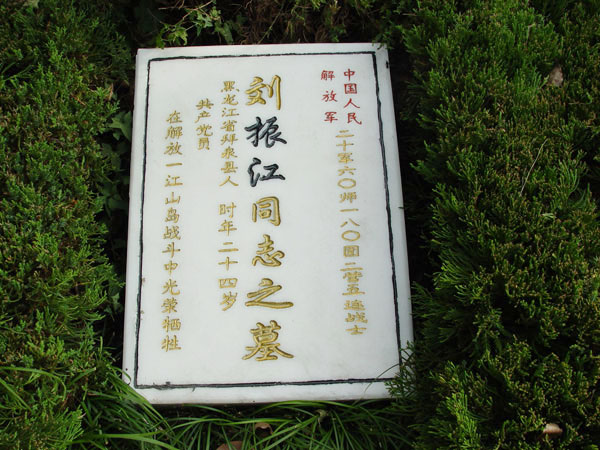 中国人民
解放军
二十军六〇师一八〇团二营五连战士
刘振江同志之墓
黑龙江省拜泉县人 时年二十四岁
共产党员
在解放一江山岛战斗中光荣牺牲